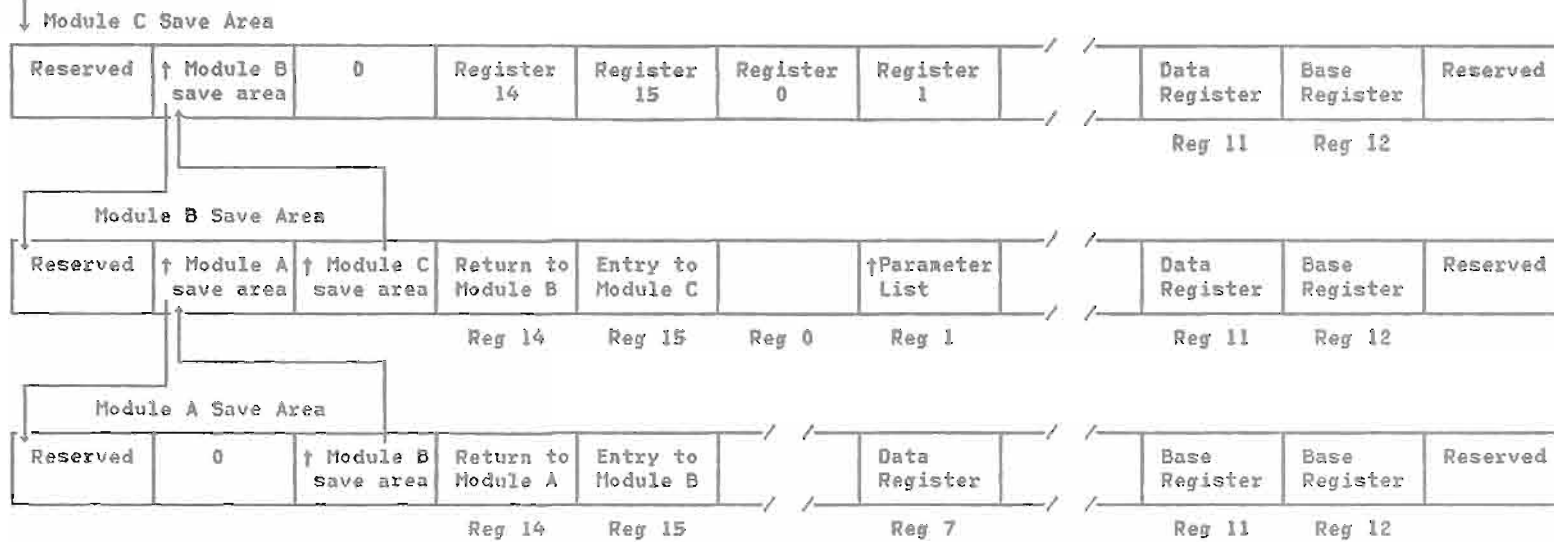 ↓ Module C Save Area
Reserved ↑ Module B 0 Register Register Register Register Data Base Reserved
save area 14 15 0 1 Register Register
Reg 11 Reg 12
Module B Save Area
Reserved ↑ Module A ↑ Module C Return to Entry to ↑Parameter Data Base Reserved
save area save area Module B Module C List Register Register
Reg 14 Reg 15 Reg 0 Reg 1 Reg 11 Reg 12
Module A Save Area
Reserved 0 ↑ Module B Return to Entry to Data Base Base Reserved
save area Module A Module B Register Register Register
Reg 14 Reg 15 Reg 7 Reg 11 Reg 12